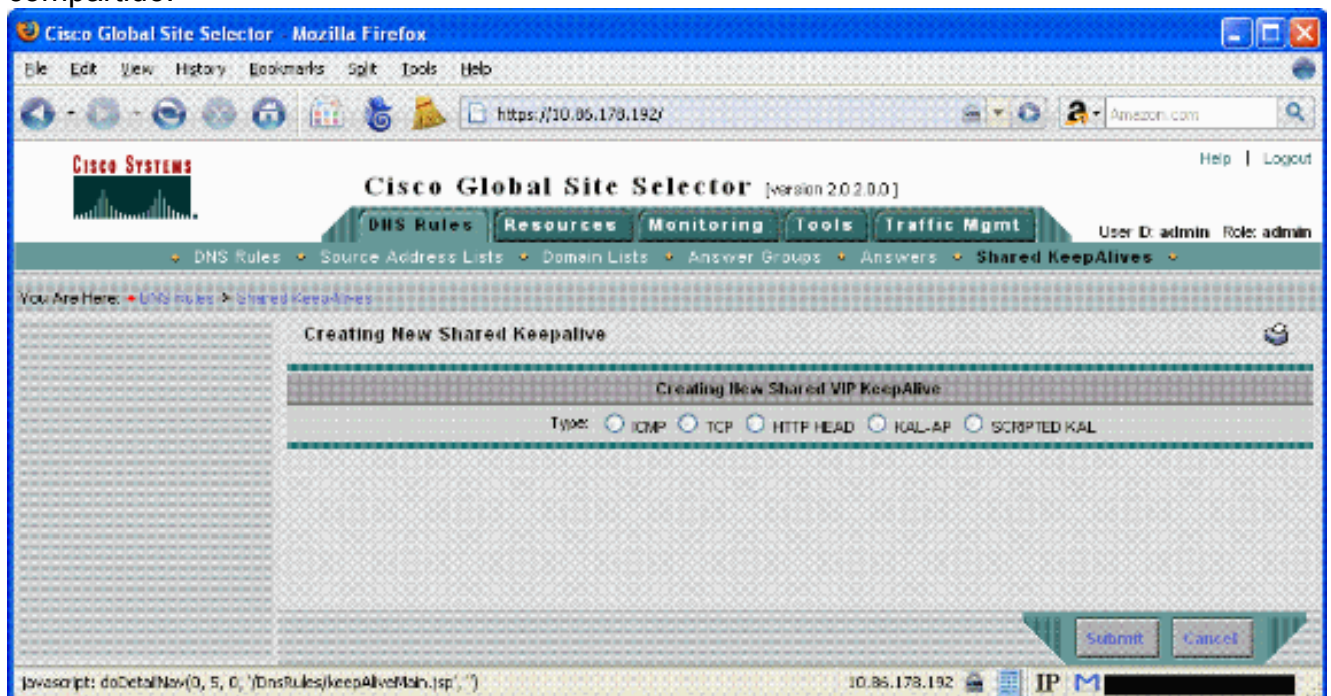 compartido.
Cisco Global Site Selector - Mozilla Firefox
File Edit View History Bookmarks Split Tools Help
https://10.86.178.192/
Amazon.com
Help | Logout
CISCO SYSTEMS
Cisco Global Site Selector [version 2.0.2.0.0]
DNS Rules Resources Monitoring Tools Traffic Mgmt
User ID: admin Role: admin
DNS Rules Source Address Lists Domain Lists Answer Groups Answers Shared KeepAlives
You Are Here: DNS Rules > Shared KeepAlives
Creating New Shared Keepalive
Creating New Shared VIP KeepAlive
Type: ICMP TCP HTTP HEAD KAL-AP SCRIPTED KAL
Submit Cancel
javascript: doDetailNav(0, 5, 0, '/DnsRules/keepAliveMain.jsp', '')
10.86.178.192 IP